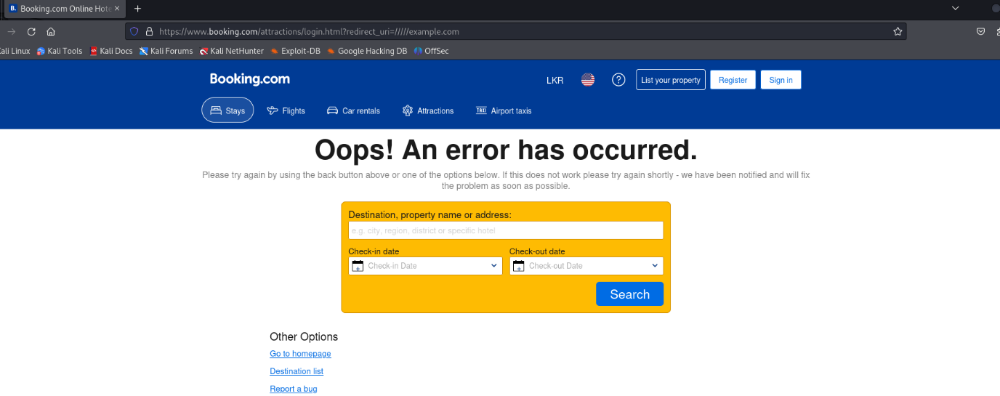 B. Booking.com Online Hote
https://www.booking.com/attractions/login.html?redirect_uri=/////example.com
ali Linux Kali Tools Kali Docs Kali Forums Kali NetHunter Exploit-DB Google Hacking DB OffSec
Booking.com LKR List your property Register Sign in
Stays Flights Car rentals Attractions TAXI Airport taxis
Oops! An error has occurred.
Please try again by using the back button above or one of the options below. If this does not work please try again shortly - we have been notified and will fix
the problem as soon as possible.
Destination, property name or address:
e.g. city, region, district or specific hotel
Check-in date Check-out date
Check-in Date Check-out Date
Search
Other Options
Go to homepage
Destination list
Report a bug